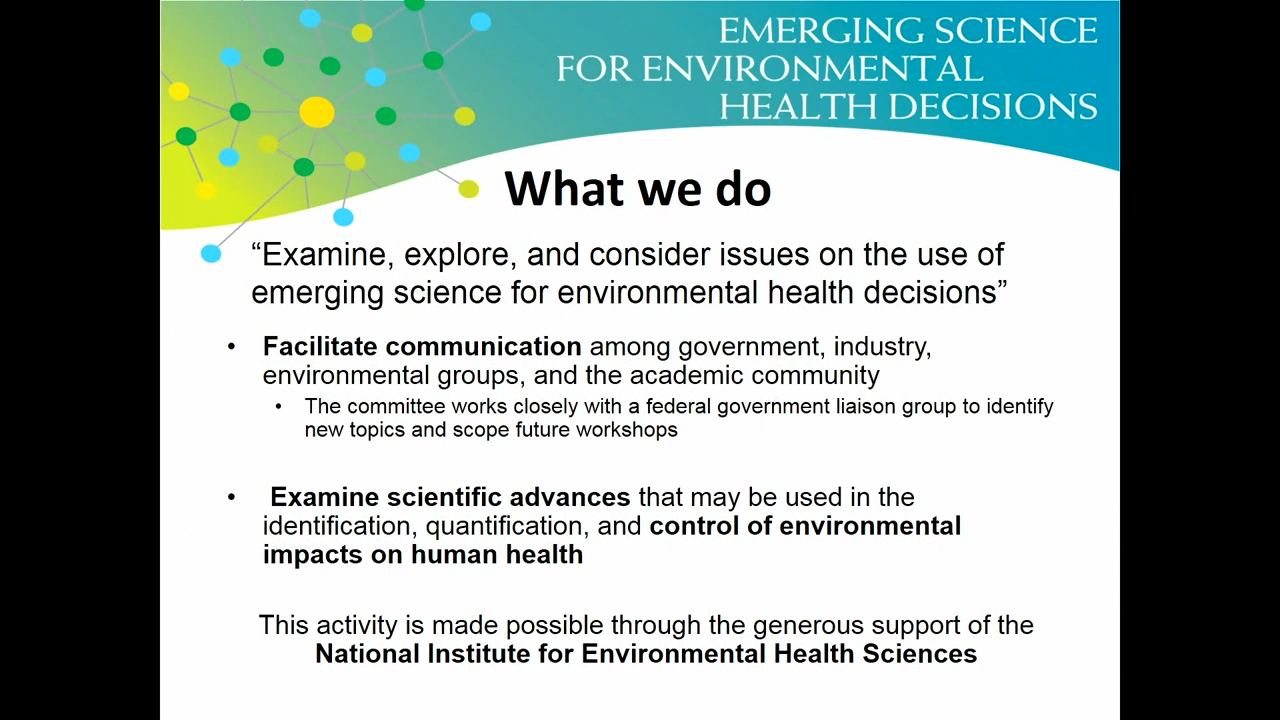 EMERGING SCIENCE
FOR ENVIRONMENTAL
HEALTH DECISIONS
What we do
“Examine, explore, and consider issues on the use of
emerging science for environmental health decisions”
• Facilitate communication among government, industry,
environmental groups, and the academic community
• The committee works closely with a federal government liaison group to identify
new topics and scope future workshops
• Examine scientific advances that may be used in the
identification, quantification, and control of environmental
impacts on human health
This activity is made possible through the generous support of the
National Institute for Environmental Health Sciences